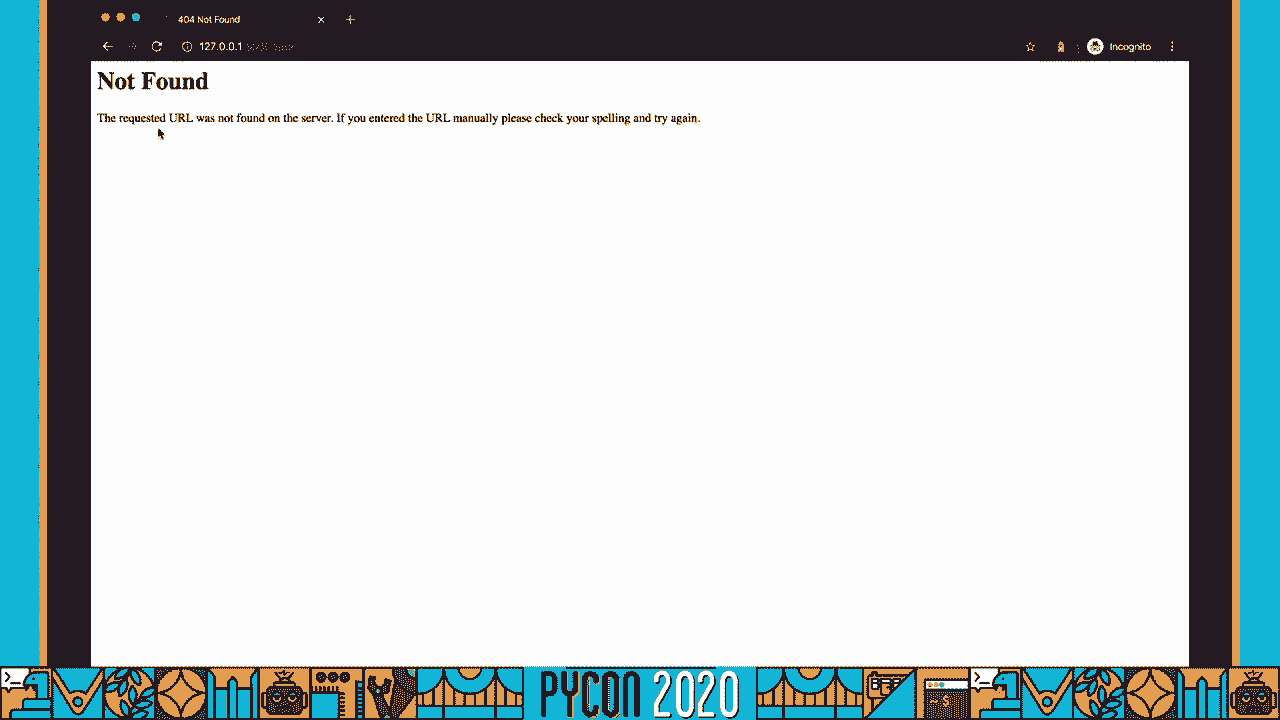 404 Not Found
127.0.0.1
Incognito
Not Found
The requested URL was not found on the server. If you entered the URL manually please check your spelling and try again.
PYCON 2020